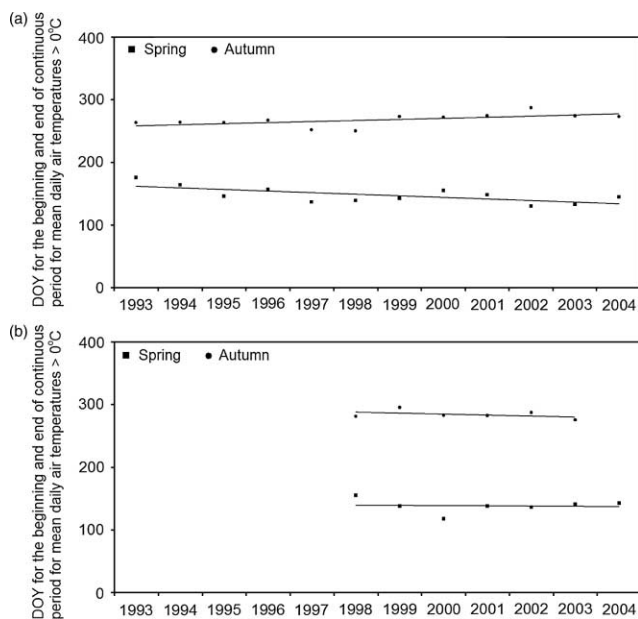 (a)
DOY for the beginning and end of continuous
period for mean daily air temperatures > 0°C
400
300
200
100
0
Spring Autumn
1993 1994 1995 1996 1997 1998 1999 2000 2001 2002 2003 2004
(b)
DOY for the beginning and end of continuous
period for mean daily air temperatures > 0°C
400
300
200
100
0
Spring Autumn
1993 1994 1995 1996 1997 1998 1999 2000 2001 2002 2003 2004